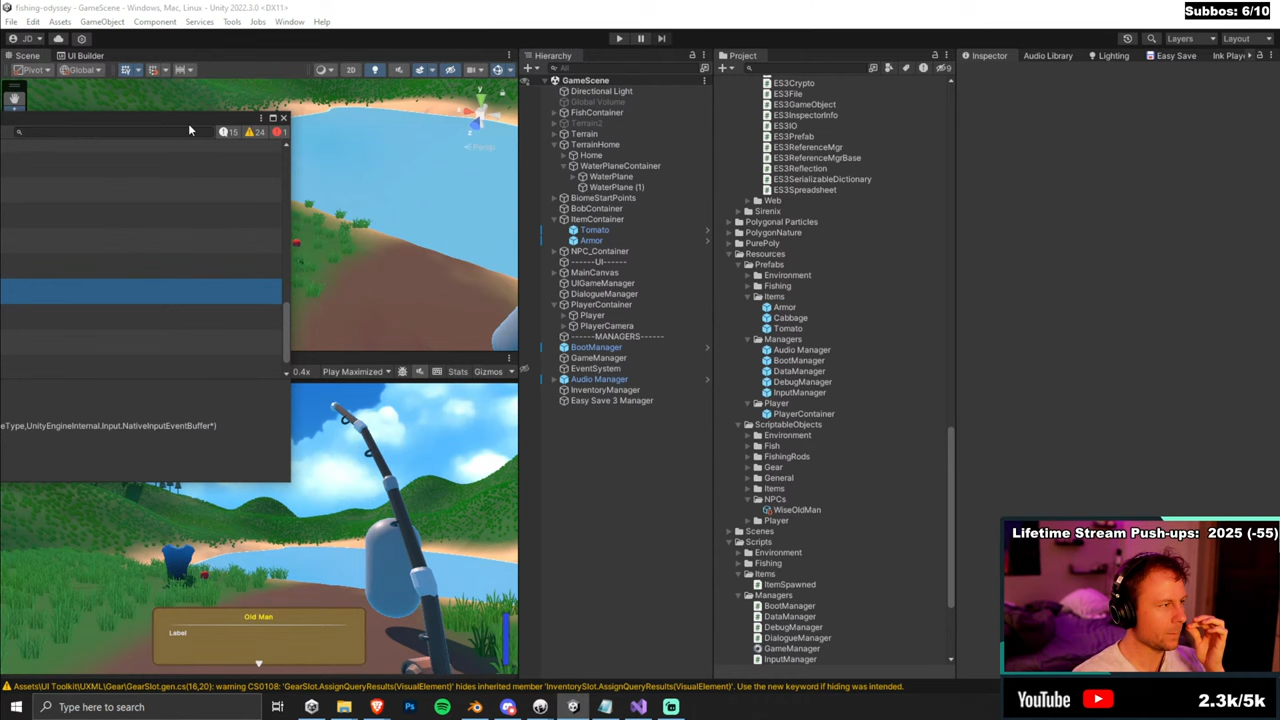 fishing-odyssey - GameScene - Windows, Mac, Linux - Unity 2022.3.0 <DX11>
Subbos: 6/10
File Edit Assets GameObject Component Services Tools Jobs Window Help
JD
Layers
Layout
Scene
UI Builder
Hierarchy
Project
Inspector
Audio Library
Lighting
Easy Save
Ink Play
Pivot
Global
2D
All
9
y
Persp
15
24
1
GameScene
Directional Light
Global Volume
FishContainer
Terrain2
Terrain
TerrainHome
Home
WaterPlaneContainer
WaterPlane
WaterPlane (1)
BiomeStartPoints
BobContainer
ItemContainer
Tomato
Armor
NPC_Container
------UI------
MainCanvas
UIGameManager
DialogueManager
PlayerContainer
Player
PlayerCamera
------MANAGERS------
BootManager
GameManager
EventSystem
Audio Manager
InventoryManager
Easy Save 3 Manager
ES3Crypto
ES3File
ES3GameObject
ES3InspectorInfo
ES3IO
ES3Prefab
ES3ReferenceMgr
ES3ReferenceMgrBase
ES3Reflection
ES3SerializableDictionary
ES3Spreadsheet
Web
Sirenix
Polygonal Particles
PolygonNature
PurePoly
Resources
Prefabs
Environment
Fishing
Items
Armor
Cabbage
Tomato
Managers
Audio Manager
BootManager
DataManager
DebugManager
InputManager
Player
PlayerContainer
ScriptableObjects
Environment
Fish
FishingRods
Gear
General
Items
NPCs
WiseOldMan
Player
Scenes
Scripts
Environment
Fishing
Items
ItemSpawned
Managers
BootManager
DataManager
DebugManager
DialogueManager
GameManager
InputManager
0.4x Play Maximized Stats Gizmos
eType,UnityEngineInternal.Input.NativeInputEventBuffer*)
Old Man
Label
Lifetime Stream Push-ups: 2025 (-55)
Assets\UI Toolkit\UXML\Gear\GearSlot.gen.cs(16,20): warning CS0108: 'GearSlot.AssignQueryResults(VisualElement)' hides inherited member 'InventorySlot.AssignQueryResults(VisualElement)'. Use the new keyword if hiding was intended.
Type here to search
Ps
YouTube 2.3k/5k